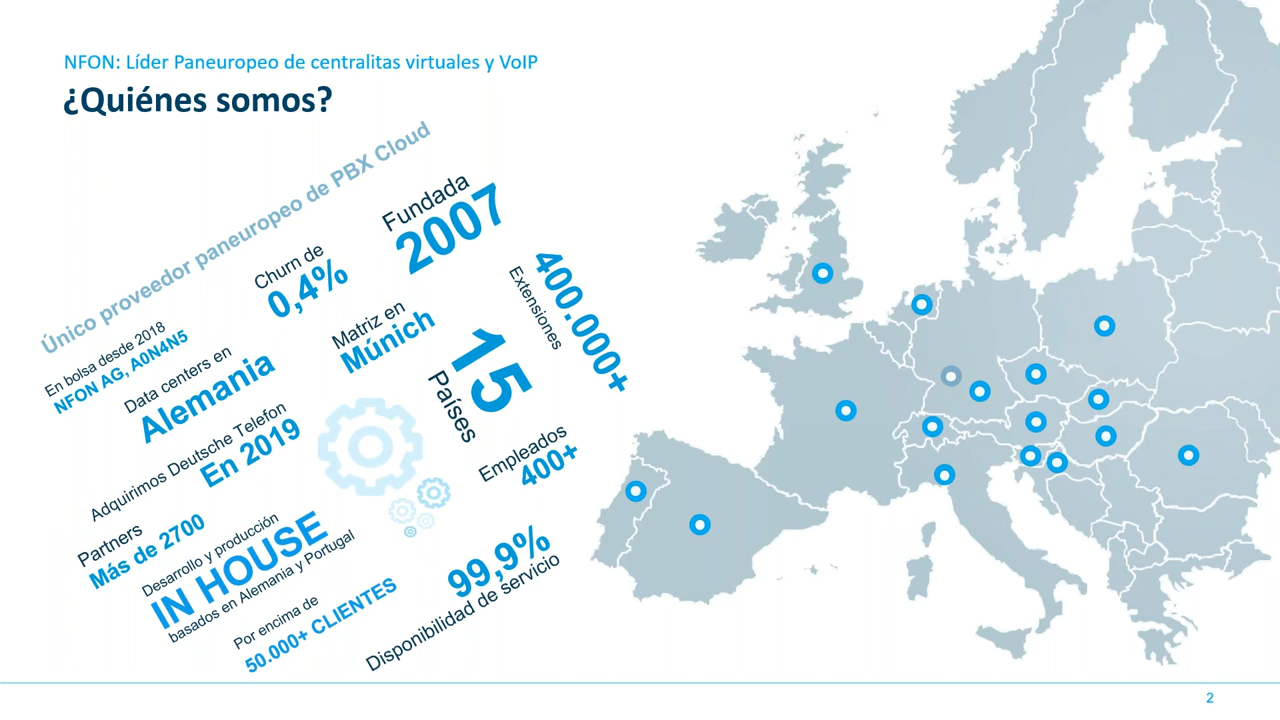 NFON: Líder Paneuropeo de centralitas virtuales y VoIP
¿Quiénes somos?
Único proveedor paneuropeo de PBX Cloud
Fundada
2007
Churn de
0,4%
400.000+
Extensiones
En bolsa desde 2018
NFON AG, A0N4N5
Matriz en
Múnich
Data centers en
Alemania
15
Países
Adquirimos Deutsche Telefon
En 2019
Empleados
400+
Partners
Más de 2700
Desarrollo y producción
IN HOUSE
basados en Alemania y Portugal
99,9%
Disponibilidad de servicio
Por encima de
50.000+ CLIENTES
2